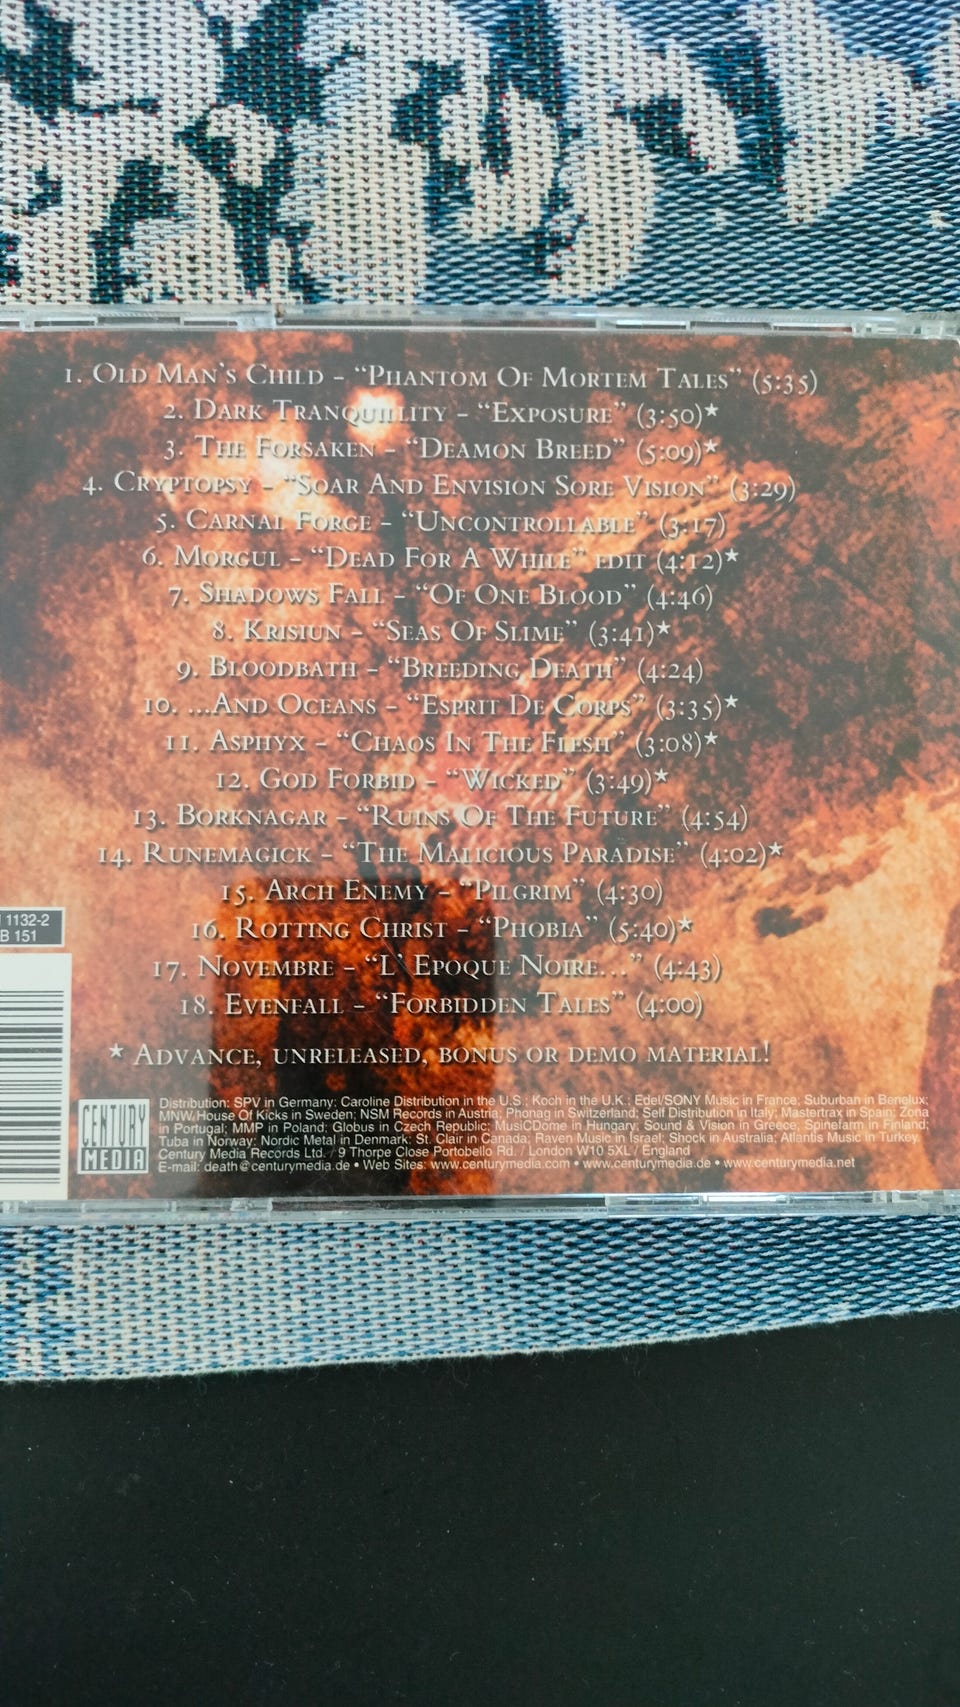 1. Old Man's Child – "Phantom Of Mortem Tales" (5:35)
2. Dark Tranquillity – "Exposure" (3:50)★
3. The Forsaken – "Deamon Breed" (5:09)★
4. Cryptopsy – "Soar And Envision Sore Vision" (3:29)
5. Carnal Forge – "Uncontrollable" (3:17)
6. Morgul – "Dead For A While" edit (4:12)★
7. Shadows Fall – "Of One Blood" (4:46)
8. Krisiun – "Seas Of Slime" (3:41)★
9. Bloodbath – "Breeding Death" (4:24)
10. ...And Oceans – "Esprit De Corps" (3:35)★
11. Asphyx – "Chaos In The Flesh" (3:08)★
12. God Forbid – "Wicked" (3:49)★
13. Borknagar – "Ruins Of The Future" (4:54)
14. Runemagick – "The Malicious Paradise" (4:02)★
15. Arch Enemy – "Pilgrim" (4:30)
16. Rotting Christ – "Phobia" (5:40)★
17. Novembre – "L' Epoque Noire..." (4:43)
18. Evenfall – "Forbidden Tales" (4:00)
★ Advance, unreleased, bonus or demo material!
1132-2
B 151
CENTURY
MEDIA
Distribution: SPV in Germany; Caroline Distribution in the U.S.; Koch in the U.K.; Edel/SONY Music in France, Suburban in Benelux;
MNW/House Of Kicks in Sweden; NSM Records in Austria; Phonag in Switzerland; Self Distribution in Italy; Mastertrax in Spain; Zona
in Portugal; MMP in Poland; Globus in Czech Republic; MusiCDome in Hungary; Sound & Vision in Greece, Spinefarm in Finland;
Tuba in Norway; Nordic Metal in Denmark; St. Clair in Canada; Raven Music in Israel; Shock in Australia; Atlantis Music in Turkey.
Century Media Records Ltd. / 9 Thorpe Close Portobello Rd. / London W10 5XL / England
E-mail: death@centurymedia.de • Web Sites: www.centurymedia.com • www.centurymedia.de • www.centurymedia.net